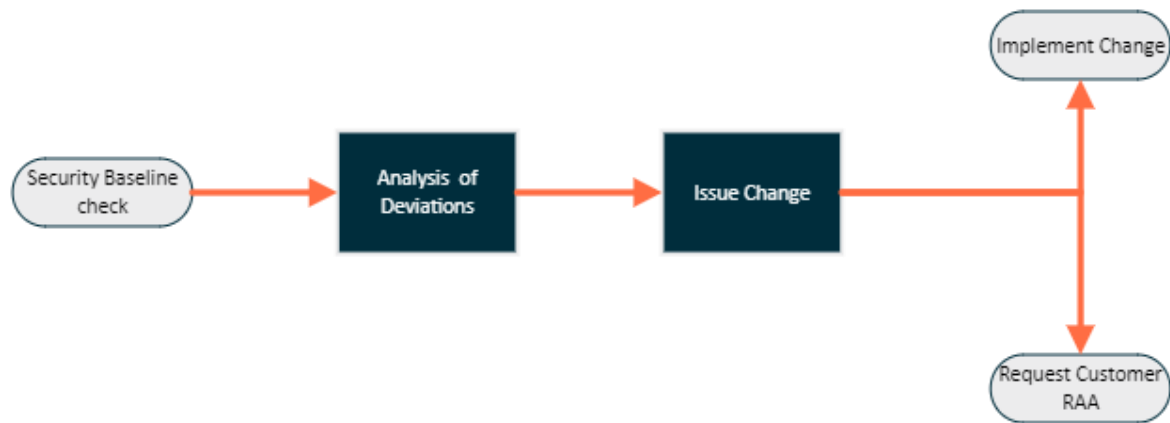 Implement Change
Security Baseline
check
Analysis of
Deviations
Issue Change
Request Customer
RAA